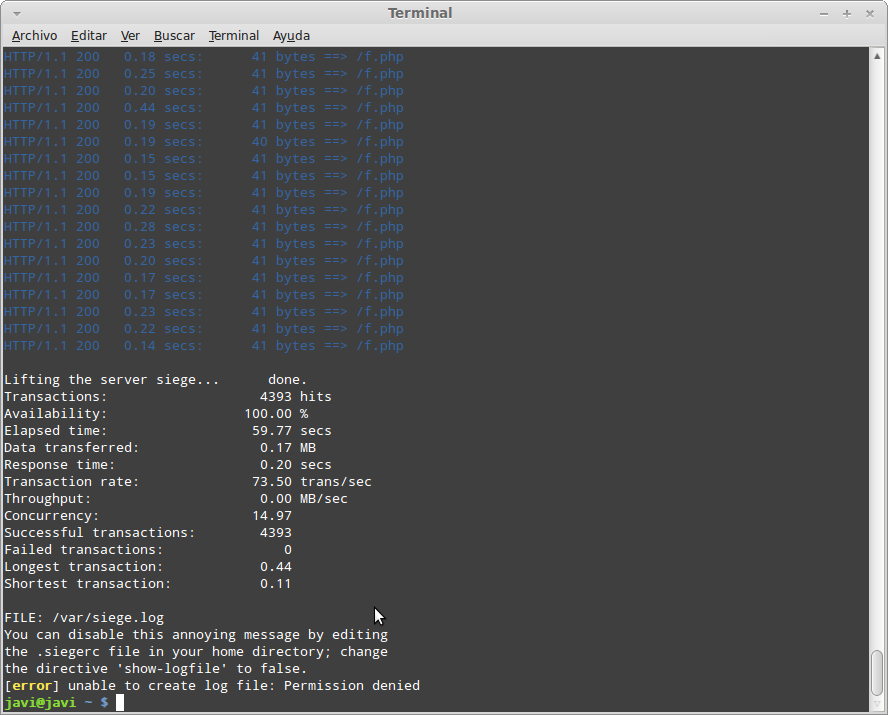 Terminal
Archivo Editar Ver Buscar Terminal Ayuda
HTTP/1.1 200   0.18 secs:      41 bytes ==> /f.php
HTTP/1.1 200   0.25 secs:      41 bytes ==> /f.php
HTTP/1.1 200   0.20 secs:      41 bytes ==> /f.php
HTTP/1.1 200   0.44 secs:      41 bytes ==> /f.php
HTTP/1.1 200   0.19 secs:      41 bytes ==> /f.php
HTTP/1.1 200   0.19 secs:      40 bytes ==> /f.php
HTTP/1.1 200   0.15 secs:      41 bytes ==> /f.php
HTTP/1.1 200   0.15 secs:      41 bytes ==> /f.php
HTTP/1.1 200   0.19 secs:      41 bytes ==> /f.php
HTTP/1.1 200   0.22 secs:      41 bytes ==> /f.php
HTTP/1.1 200   0.28 secs:      41 bytes ==> /f.php
HTTP/1.1 200   0.23 secs:      41 bytes ==> /f.php
HTTP/1.1 200   0.20 secs:      41 bytes ==> /f.php
HTTP/1.1 200   0.17 secs:      41 bytes ==> /f.php
HTTP/1.1 200   0.17 secs:      41 bytes ==> /f.php
HTTP/1.1 200   0.23 secs:      41 bytes ==> /f.php
HTTP/1.1 200   0.22 secs:      41 bytes ==> /f.php
HTTP/1.1 200   0.14 secs:      41 bytes ==> /f.php
Lifting the server siege...      done.
Transactions:                   4393 hits
Availability:                 100.00 %
Elapsed time:                  59.77 secs
Data transferred:               0.17 MB
Response time:                  0.20 secs
Transaction rate:              73.50 trans/sec
Throughput:                     0.00 MB/sec
Concurrency:                   14.97
Successful transactions:        4393
Failed transactions:               0
Longest transaction:            0.44
Shortest transaction:           0.11
FILE: /var/siege.log
You can disable this annoying message by editing
the .siegerc file in your home directory; change
the directive 'show-logfile' to false.
[error] unable to create log file: Permission denied
javi@javi ~ $